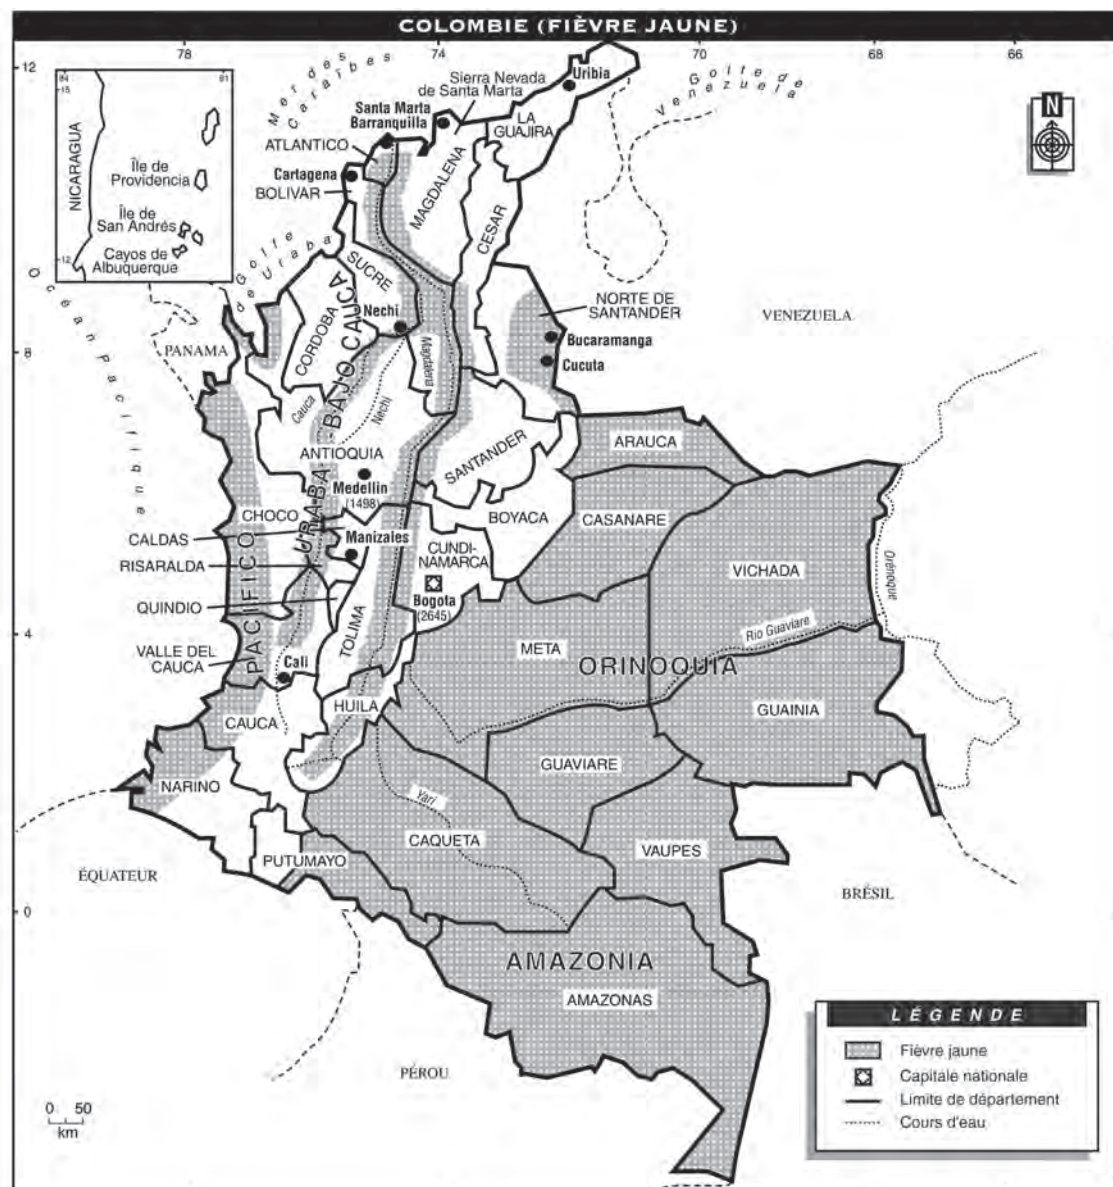 COLOMBIE (FIÈVRE JAUNE)
78
74
70
68
66
12
8
4
0
84
81
15
12
NICARAGUA
Île de
Providencia
Île de
San Andrés
Cayos de
Albuquerque
Mer des
Caraïbes
Golfe de
Venezuela
Golfe
de Uraba
Océan Pacifique
Sierra Nevada
de Santa Marta
Uribia
Santa Marta
Barranquilla
LA
GUAJIRA
ATLANTICO
Cartagena
BOLIVAR
MAGDALENA
CESAR
SUCRE
CORDOBA
Nechi
NORTE DE
SANTANDER
Bucaramanga
Cucuta
VENEZUELA
PANAMA
URABA - BAJO CAUCA
Magdalena
Cauca
Nechi
ANTIOQUIA
Medellin
(1498)
SANTANDER
ARAUCA
CHOCO
BOYACA
CASANARE
CALDAS
Manizales
CUNDI-
NAMARCA
RISARALDA
VICHADA
Orénoque
QUINDIO
Bogota
(2645)
PACIFICO
TOLIMA
Rio Guaviare
VALLE DEL
CAUCA
META
ORINOQUIA
Cali
HUILA
GUAINIA
CAUCA
GUAVIARE
NARINO
Yari
CAQUETA
VAUPES
PUTUMAYO
ÉQUATEUR
BRÉSIL
AMAZONIA
AMAZONAS
PÉROU
0 50
km
LÉGENDE
Fièvre jaune
Capitale nationale
Limite de département
Cours d'eau
N